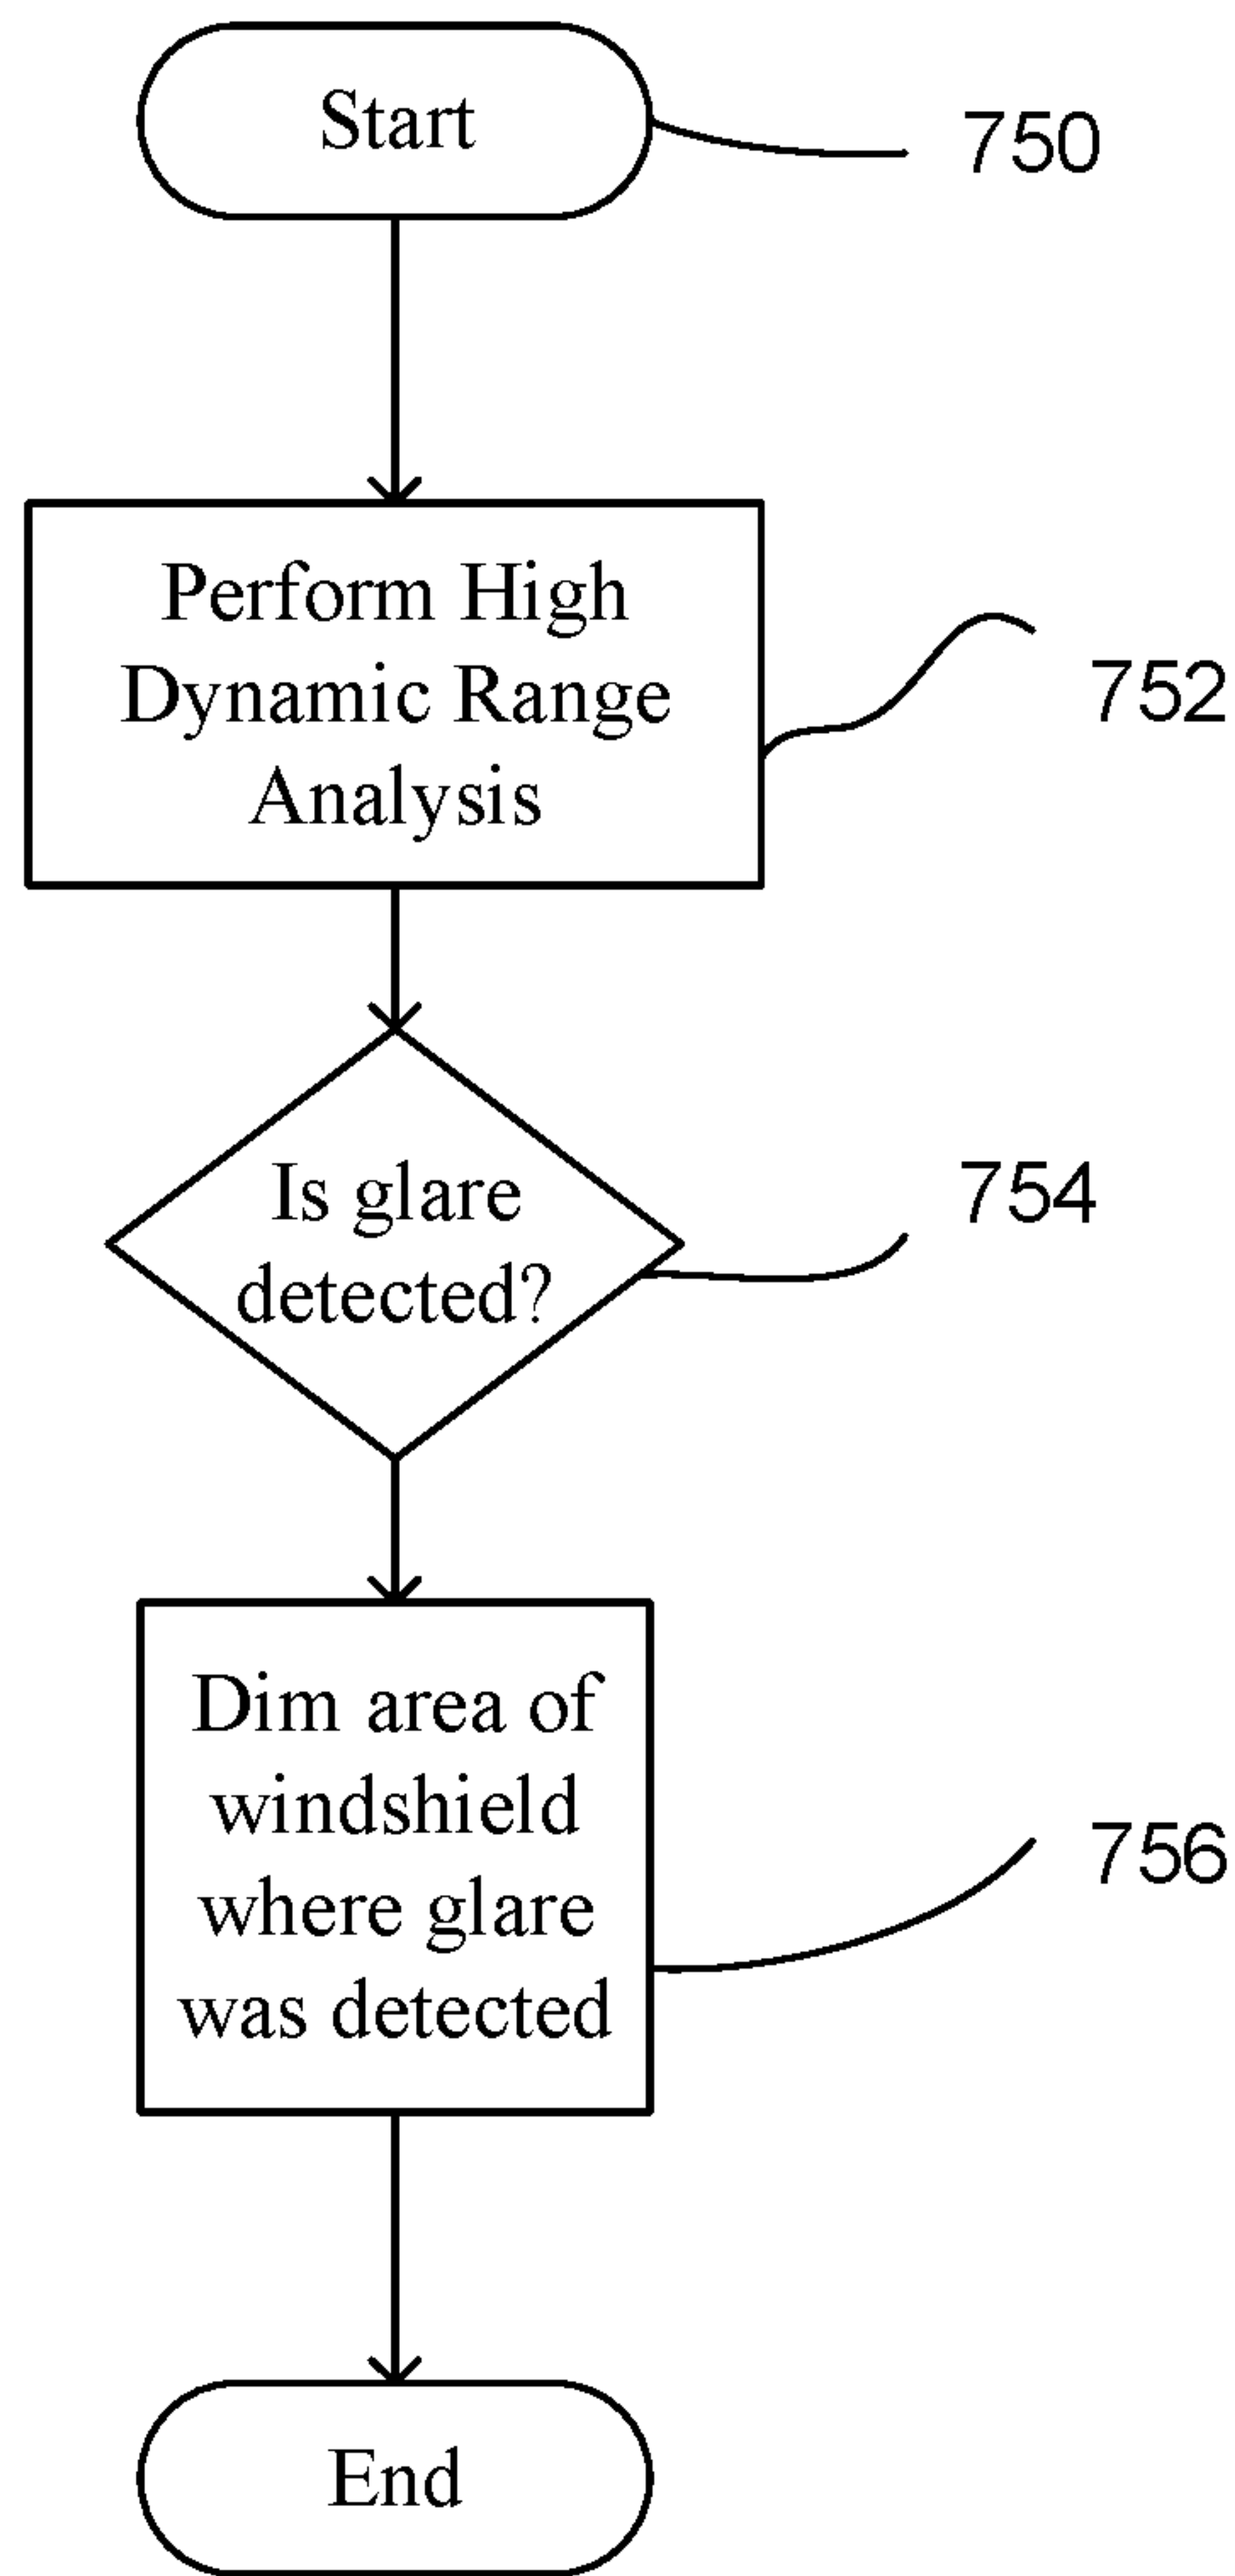 Start
750
Perform High
Dynamic Range
Analysis
752
Is glare
detected?
754
Dim area of
windshield
where glare
was detected
756
End